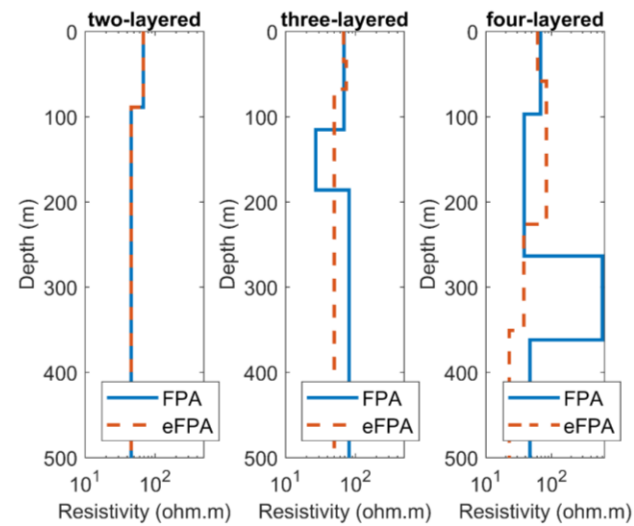 two-layered
0
100
200
300
400
500
Depth (m)
FPA
eFPA
10¹ 10²
Resistivity (ohm.m)
three-layered
0
100
200
300
400
500
Depth (m)
FPA
eFPA
10¹ 10²
Resistivity (ohm.m)
four-layered
0
100
200
300
400
500
Depth (m)
FPA
eFPA
10¹ 10²
Resistivity (ohm.m)